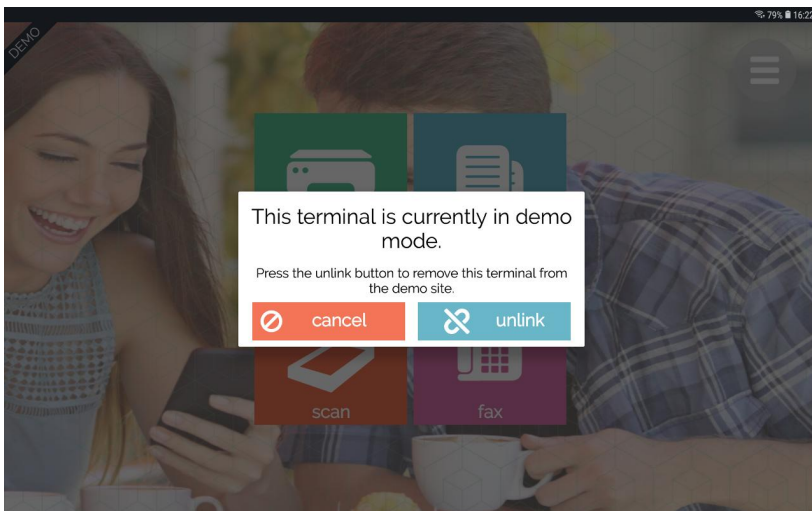 79% 16:22
DEMO
This terminal is currently in demo
mode.
Press the unlink button to remove this terminal from
the demo site.
cancel
unlink
scan
fax